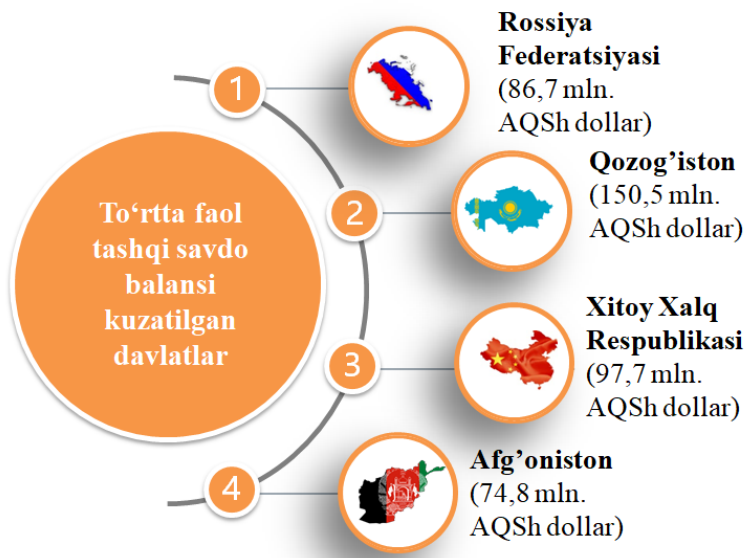 To‘rtta faol
tashqi savdo
balansi
kuzatilgan
davlatlar
1
Rossiya
Federatsiyasi
(86,7 mln.
AQSh dollar)
2
Qozog’iston
(150,5 mln.
AQSh dollar)
3
Xitoy Xalq
Respublikasi
(97,7 mln.
AQSh dollar)
4
Afg’oniston
(74,8 mln.
AQSh dollar)